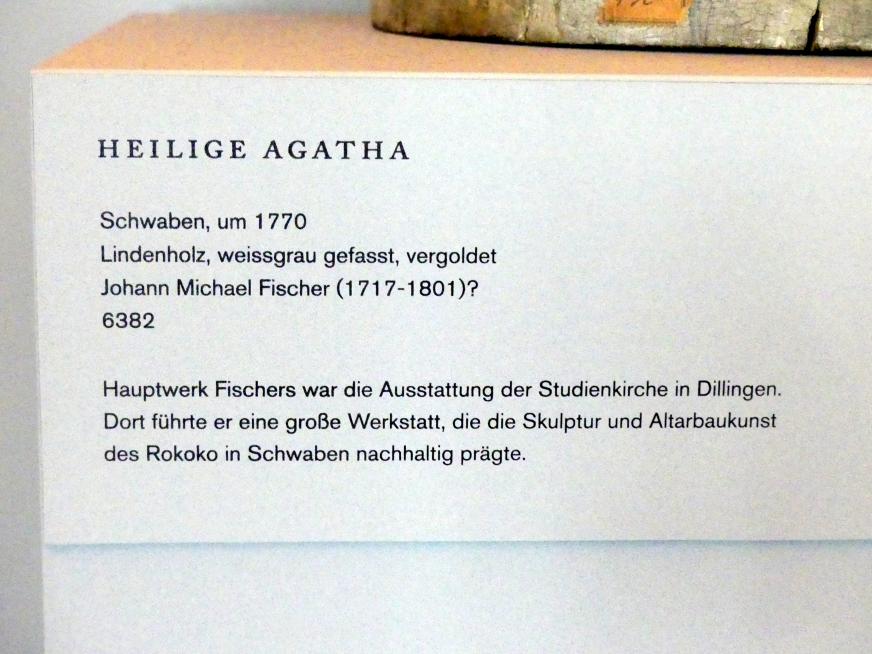 HEILIGE AGATHA
Schwaben, um 1770
Lindenholz, weissgrau gefasst, vergoldet
Johann Michael Fischer (1717-1801)?
6382
Hauptwerk Fischers war die Ausstattung der Studienkirche in Dillingen.
Dort führte er eine große Werkstatt, die die Skulptur und Altarbaukunst
des Rokoko in Schwaben nachhaltig prägte.